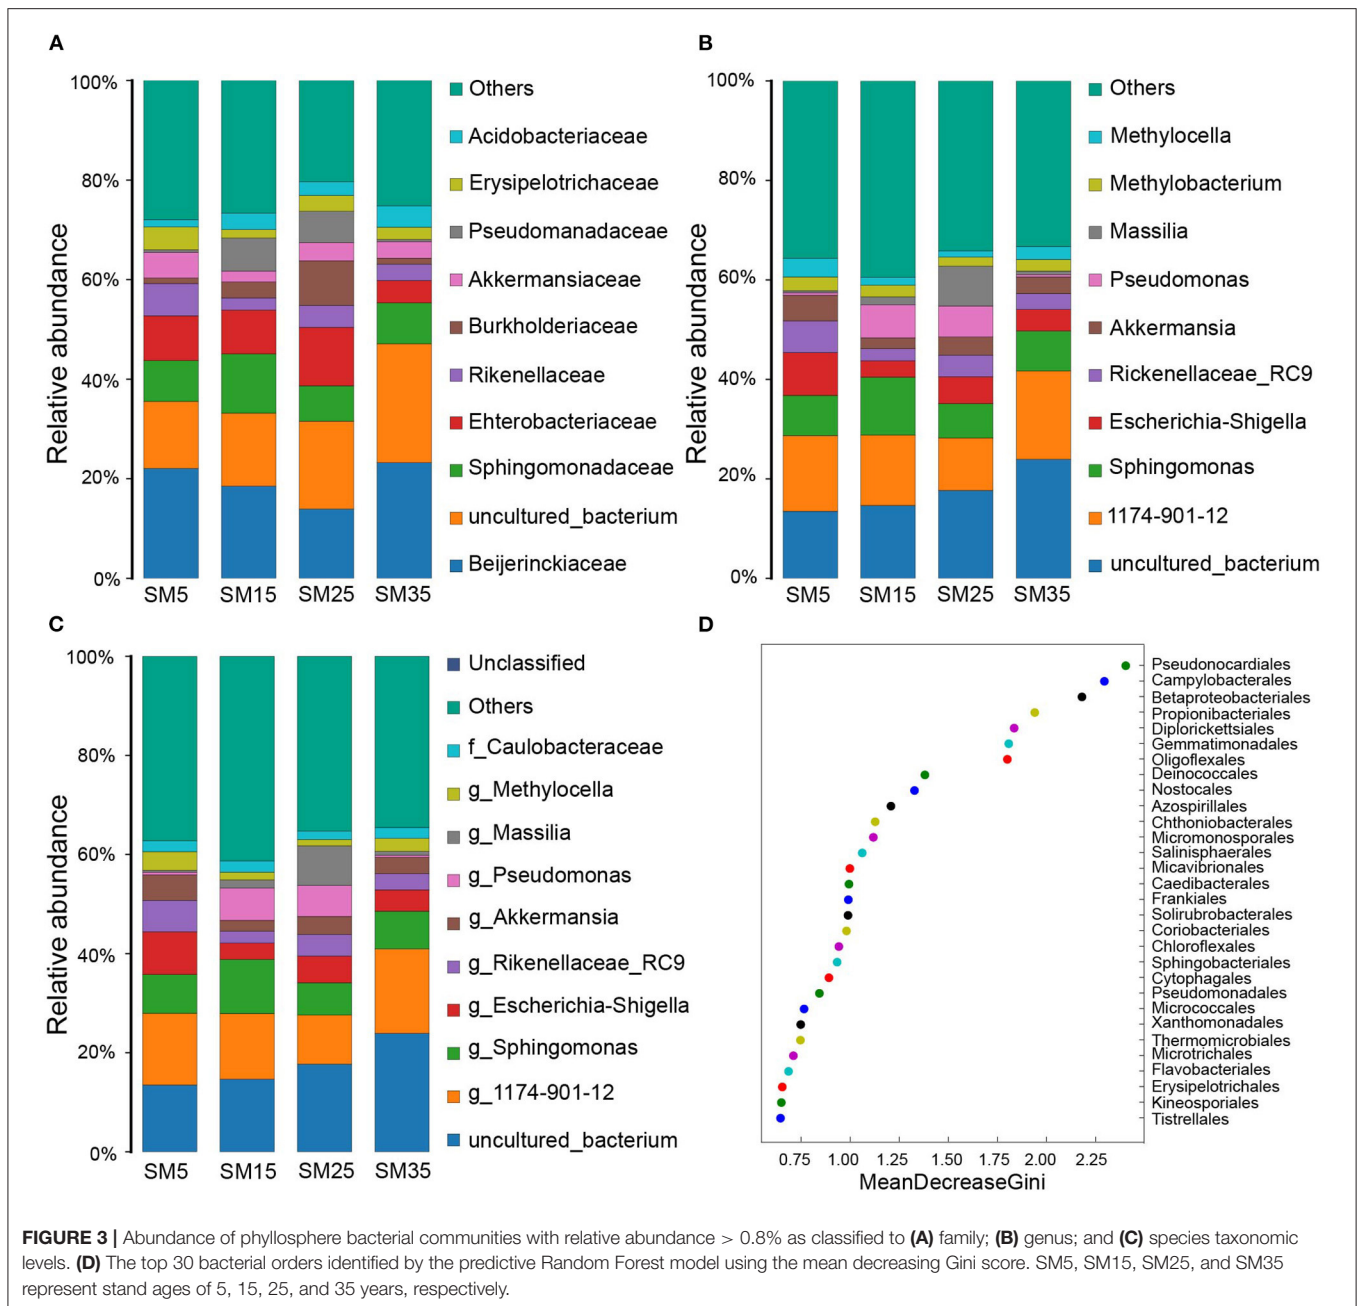 A
100%
80%
60%
40%
20%
0%
Relative abundance
SM5 SM15 SM25 SM35
Others
Acidobacteriaceae
Erysipelotrichaceae
Pseudomanadaceae
Akkermansiaceae
Burkholderiaceae
Rikenellaceae
Ehterobacteriaceae
Sphingomonadaceae
uncultured_bacterium
Beijerinckiaceae
B
100%
80%
60%
40%
20%
0%
Relative abundance
SM5 SM15 SM25 SM35
Others
Methylocella
Methylobacterium
Massilia
Pseudomonas
Akkermansia
Rickenellaceae_RC9
Escherichia-Shigella
Sphingomonas
1174-901-12
uncultured_bacterium
C
100%
80%
60%
40%
20%
0%
Relative abundance
SM5 SM15 SM25 SM35
Unclassified
Others
f_Caulobacteraceae
g_Methylocella
g_Massilia
g_Pseudomonas
g_Akkermansia
g_Rikenellaceae_RC9
g_Escherichia-Shigella
g_Sphingomonas
g_1174-901-12
uncultured_bacterium
D
Pseudonocardiales
Campylobacterales
Betaproteobacteriales
Propionibacteriales
Diplorickettsiales
Gemmatimonadales
Oligoflexales
Deinococcales
Nostocales
Azospirillales
Chthoniobacterales
Micromonosporales
Salinisphaerales
Micavibrionales
Caedibacterales
Frankiales
Solirubrobacterales
Coriobacteriales
Chloroflexales
Sphingobacteriales
Cytophagales
Pseudomonadales
Micrococcales
Xanthomonadales
Thermomicrobiales
Microtrichales
Flavobacteriales
Erysipelotrichales
Kineosporiales
Tistrellales
0.75 1.00 1.25 1.50 1.75 2.00 2.25
MeanDecreaseGini
FIGURE 3 | Abundance of phyllosphere bacterial communities with relative abundance > 0.8% as classified to (A) family; (B) genus; and (C) species taxonomic
levels. (D) The top 30 bacterial orders identified by the predictive Random Forest model using the mean decreasing Gini score. SM5, SM15, SM25, and SM35
represent stand ages of 5, 15, 25, and 35 years, respectively.